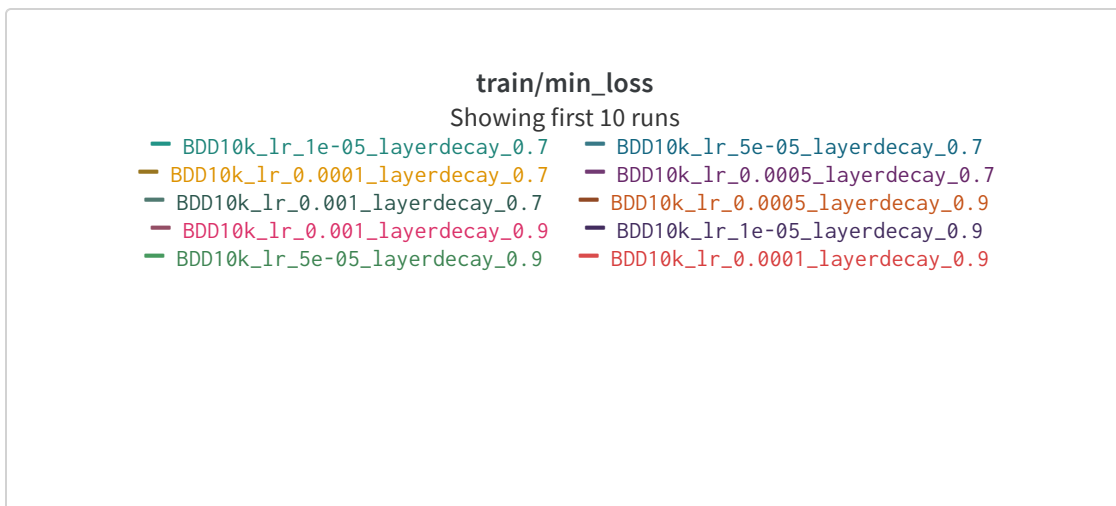 train/min_loss
Showing first 10 runs
BDD10k_lr_1e-05_layerdecay_0.7 BDD10k_lr_5e-05_layerdecay_0.7
BDD10k_lr_0.0001_layerdecay_0.7 BDD10k_lr_0.0005_layerdecay_0.7
BDD10k_lr_0.001_layerdecay_0.7 BDD10k_lr_0.0005_layerdecay_0.9
BDD10k_lr_0.001_layerdecay_0.9 BDD10k_lr_1e-05_layerdecay_0.9
BDD10k_lr_5e-05_layerdecay_0.9 BDD10k_lr_0.0001_layerdecay_0.9